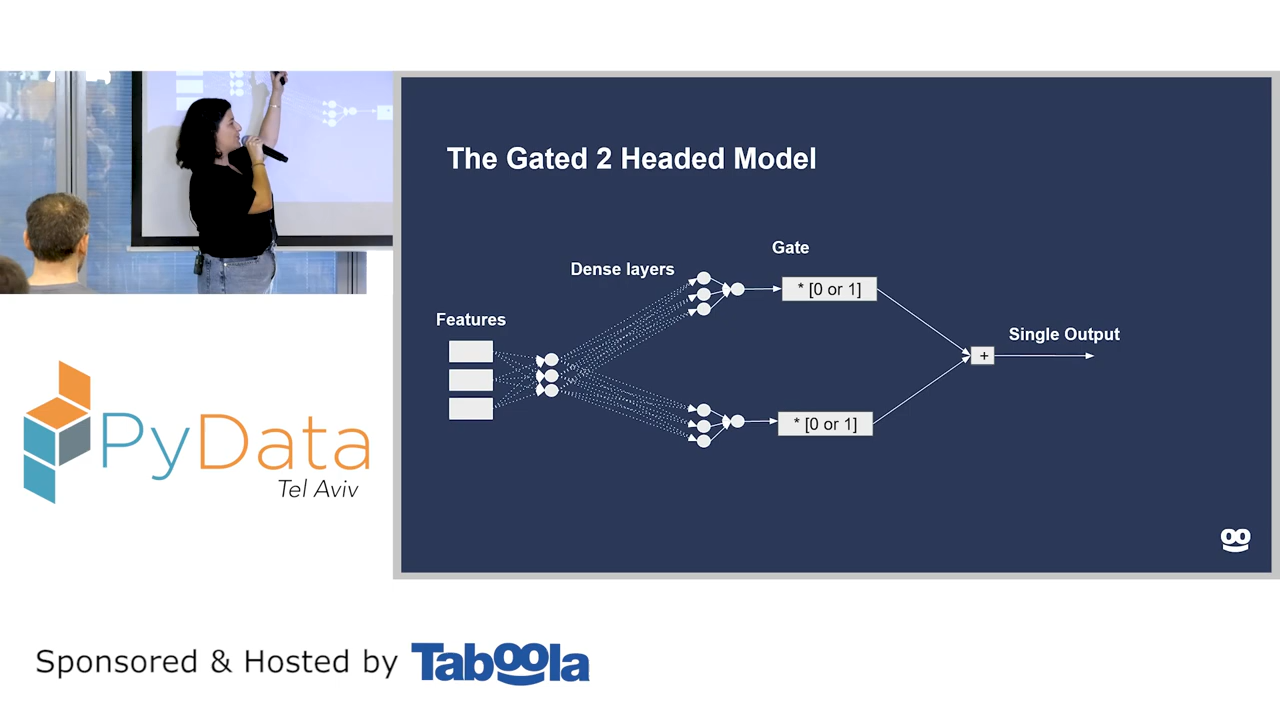 The Gated 2 Headed Model
Gate
Dense layers
* [0 or 1]
Features
Single Output
+
* [0 or 1]
PyData
Tel Aviv
Sponsored & Hosted by Taboola